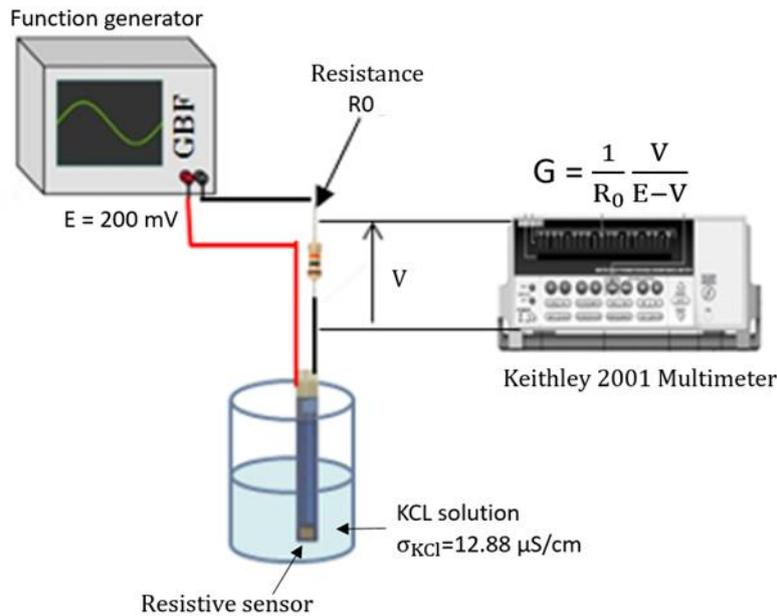 Function generator
GBF
E = 200 mV
Resistance
R0
G = 1/R₀ V/E−V
V
Keithley 2001 Multimeter
KCL solution
σKCl=12.88 μS/cm
Resistive sensor